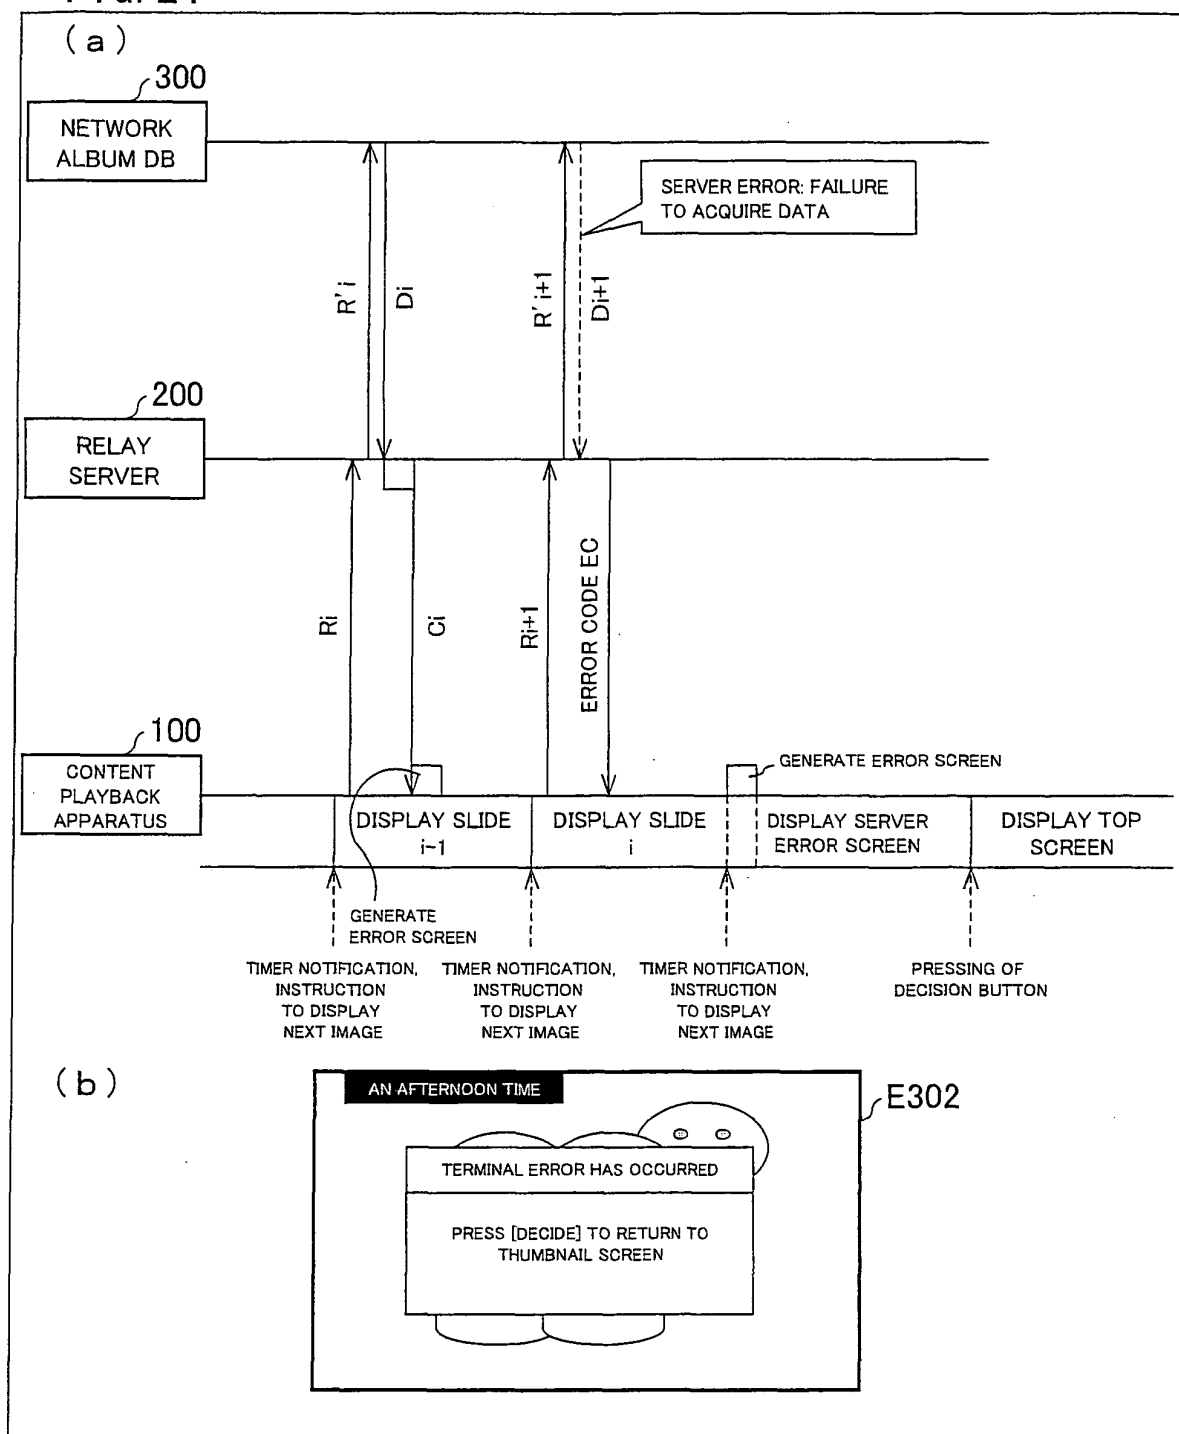 (a)
300
NETWORK
ALBUM DB
SERVER ERROR: FAILURE
TO ACQUIRE DATA
R'i
Di
R'i+1
Di+1
200
RELAY
SERVER
Ri
Ci
Ri+1
ERROR CODE EC
100
CONTENT
PLAYBACK
APPARATUS
GENERATE ERROR SCREEN
DISPLAY SLIDE
i-1
DISPLAY SLIDE
i
DISPLAY SERVER
ERROR SCREEN
DISPLAY TOP
SCREEN
GENERATE
ERROR SCREEN
TIMER NOTIFICATION,
INSTRUCTION
TO DISPLAY
NEXT IMAGE
TIMER NOTIFICATION,
INSTRUCTION
TO DISPLAY
NEXT IMAGE
TIMER NOTIFICATION,
INSTRUCTION
TO DISPLAY
NEXT IMAGE
PRESSING OF
DECISION BUTTON
(b)
AN AFTERNOON TIME
E302
TERMINAL ERROR HAS OCCURRED
PRESS [DECIDE] TO RETURN TO
THUMBNAIL SCREEN